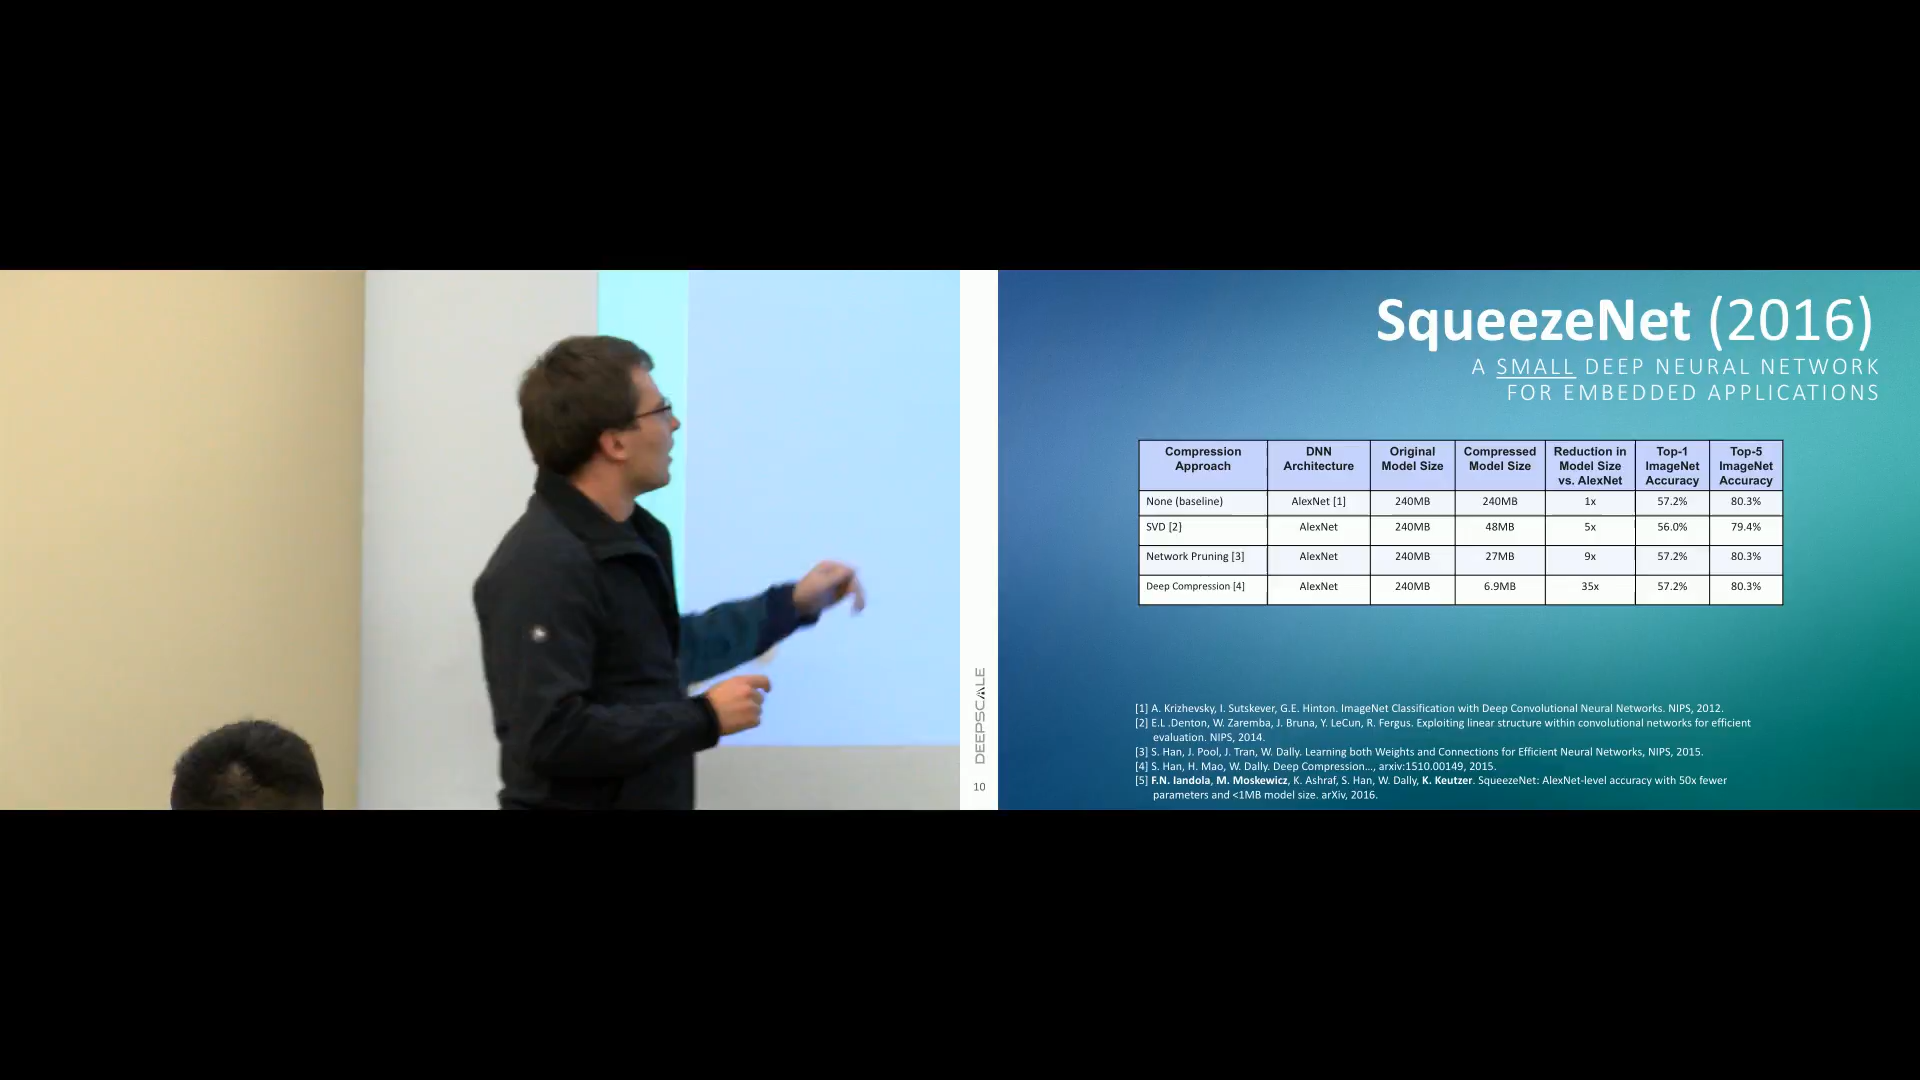 SqueezeNet (2016)
A SMALL DEEP NEURAL NETWORK
FOR EMBEDDED APPLICATIONS
Compression Approach | DNN Architecture | Original Model Size | Compressed Model Size | Reduction in Model Size vs. AlexNet | Top-1 ImageNet Accuracy | Top-5 ImageNet Accuracy
None (baseline) | AlexNet [1] | 240MB | 240MB | 1x | 57.2% | 80.3%
SVD [2] | AlexNet | 240MB | 48MB | 5x | 56.0% | 79.4%
Network Pruning [3] | AlexNet | 240MB | 27MB | 9x | 57.2% | 80.3%
Deep Compression [4] | AlexNet | 240MB | 6.9MB | 35x | 57.2% | 80.3%
[1] A. Krizhevsky, I. Sutskever, G.E. Hinton. ImageNet Classification with Deep Convolutional Neural Networks. NIPS, 2012.
[2] E.L .Denton, W. Zaremba, J. Bruna, Y. LeCun, R. Fergus. Exploiting linear structure within convolutional networks for efficient
evaluation. NIPS, 2014.
[3] S. Han, J. Pool, J. Tran, W. Dally. Learning both Weights and Connections for Efficient Neural Networks, NIPS, 2015.
[4] S. Han, H. Mao, W. Dally. Deep Compression..., arxiv:1510.00149, 2015.
[5] F.N. Iandola, M. Moskewicz, K. Ashraf, S. Han, W. Dally, K. Keutzer. SqueezeNet: AlexNet-level accuracy with 50x fewer
parameters and <1MB model size. arXiv, 2016.
DEEPSCALE
10